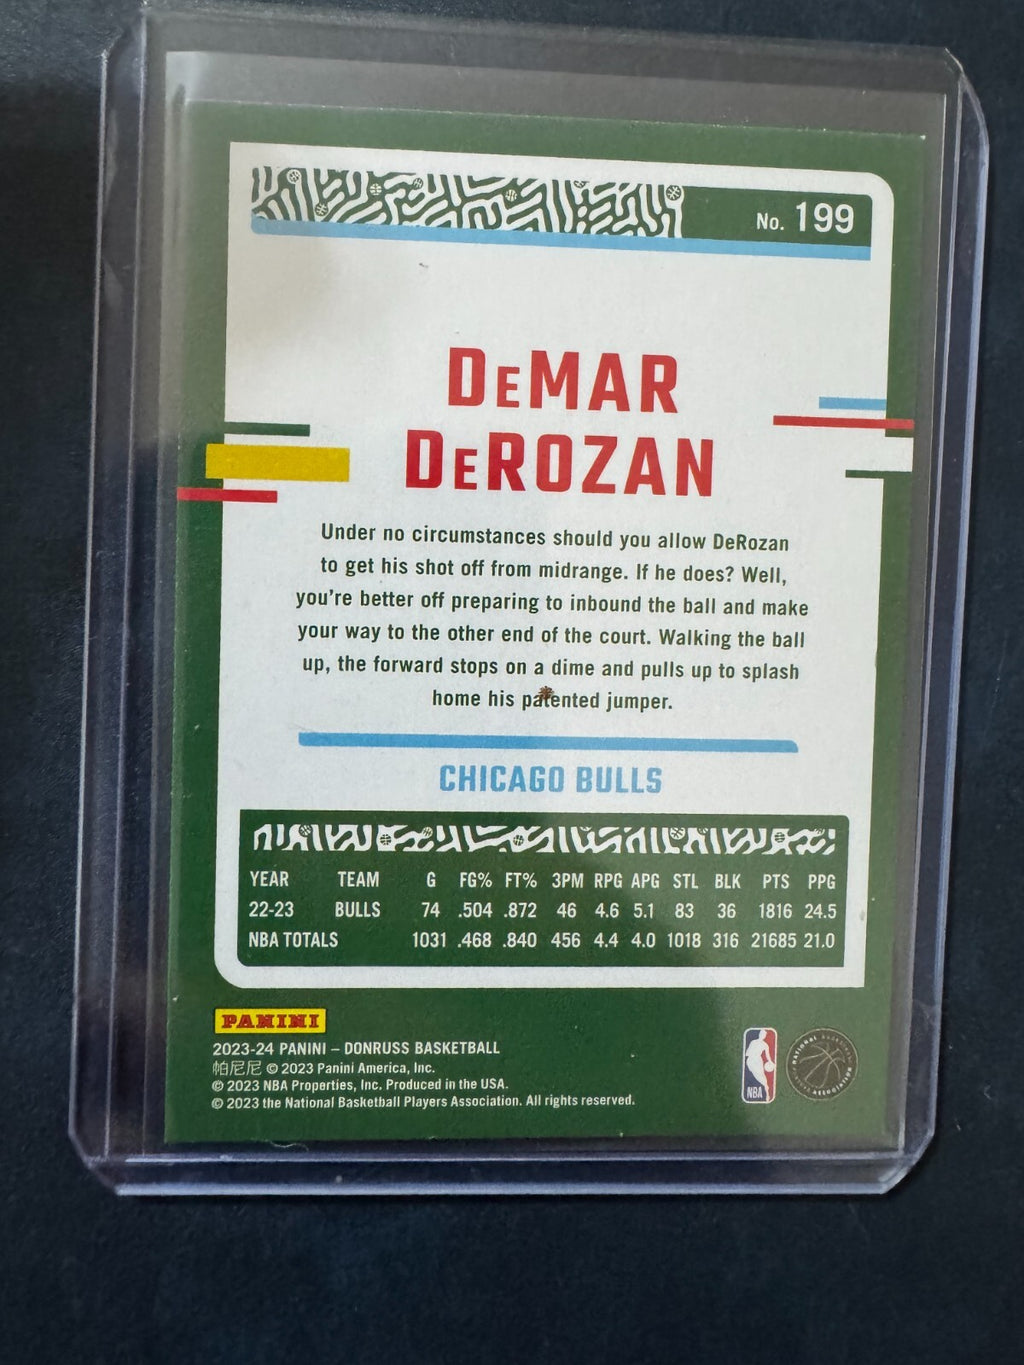 No. 199
DeMAR
DeROZAN
Under no circumstances should you allow DeRozan
to get his shot off from midrange. If he does? Well,
you're better off preparing to inbound the ball and make
your way to the other end of the court. Walking the ball
up, the forward stops on a dime and pulls up to splash
home his patented jumper.
CHICAGO BULLS
YEAR TEAM G FG% FT% 3PM RPG APG STL BLK PTS PPG
22-23 BULLS 74 .504 .872 46 4.6 5.1 83 36 1816 24.5
NBA TOTALS 1031 .468 .840 456 4.4 4.0 1018 316 21685 21.0
PANINI
2023-24 PANINI – DONRUSS BASKETBALL
帕尼尼 © 2023 Panini America, Inc.
© 2023 NBA Properties, Inc. Produced in the USA.
© 2023 the National Basketball Players Association. All rights reserved.
NBA
NATIONAL BASKETBALL PLAYERS ASSOCIATION